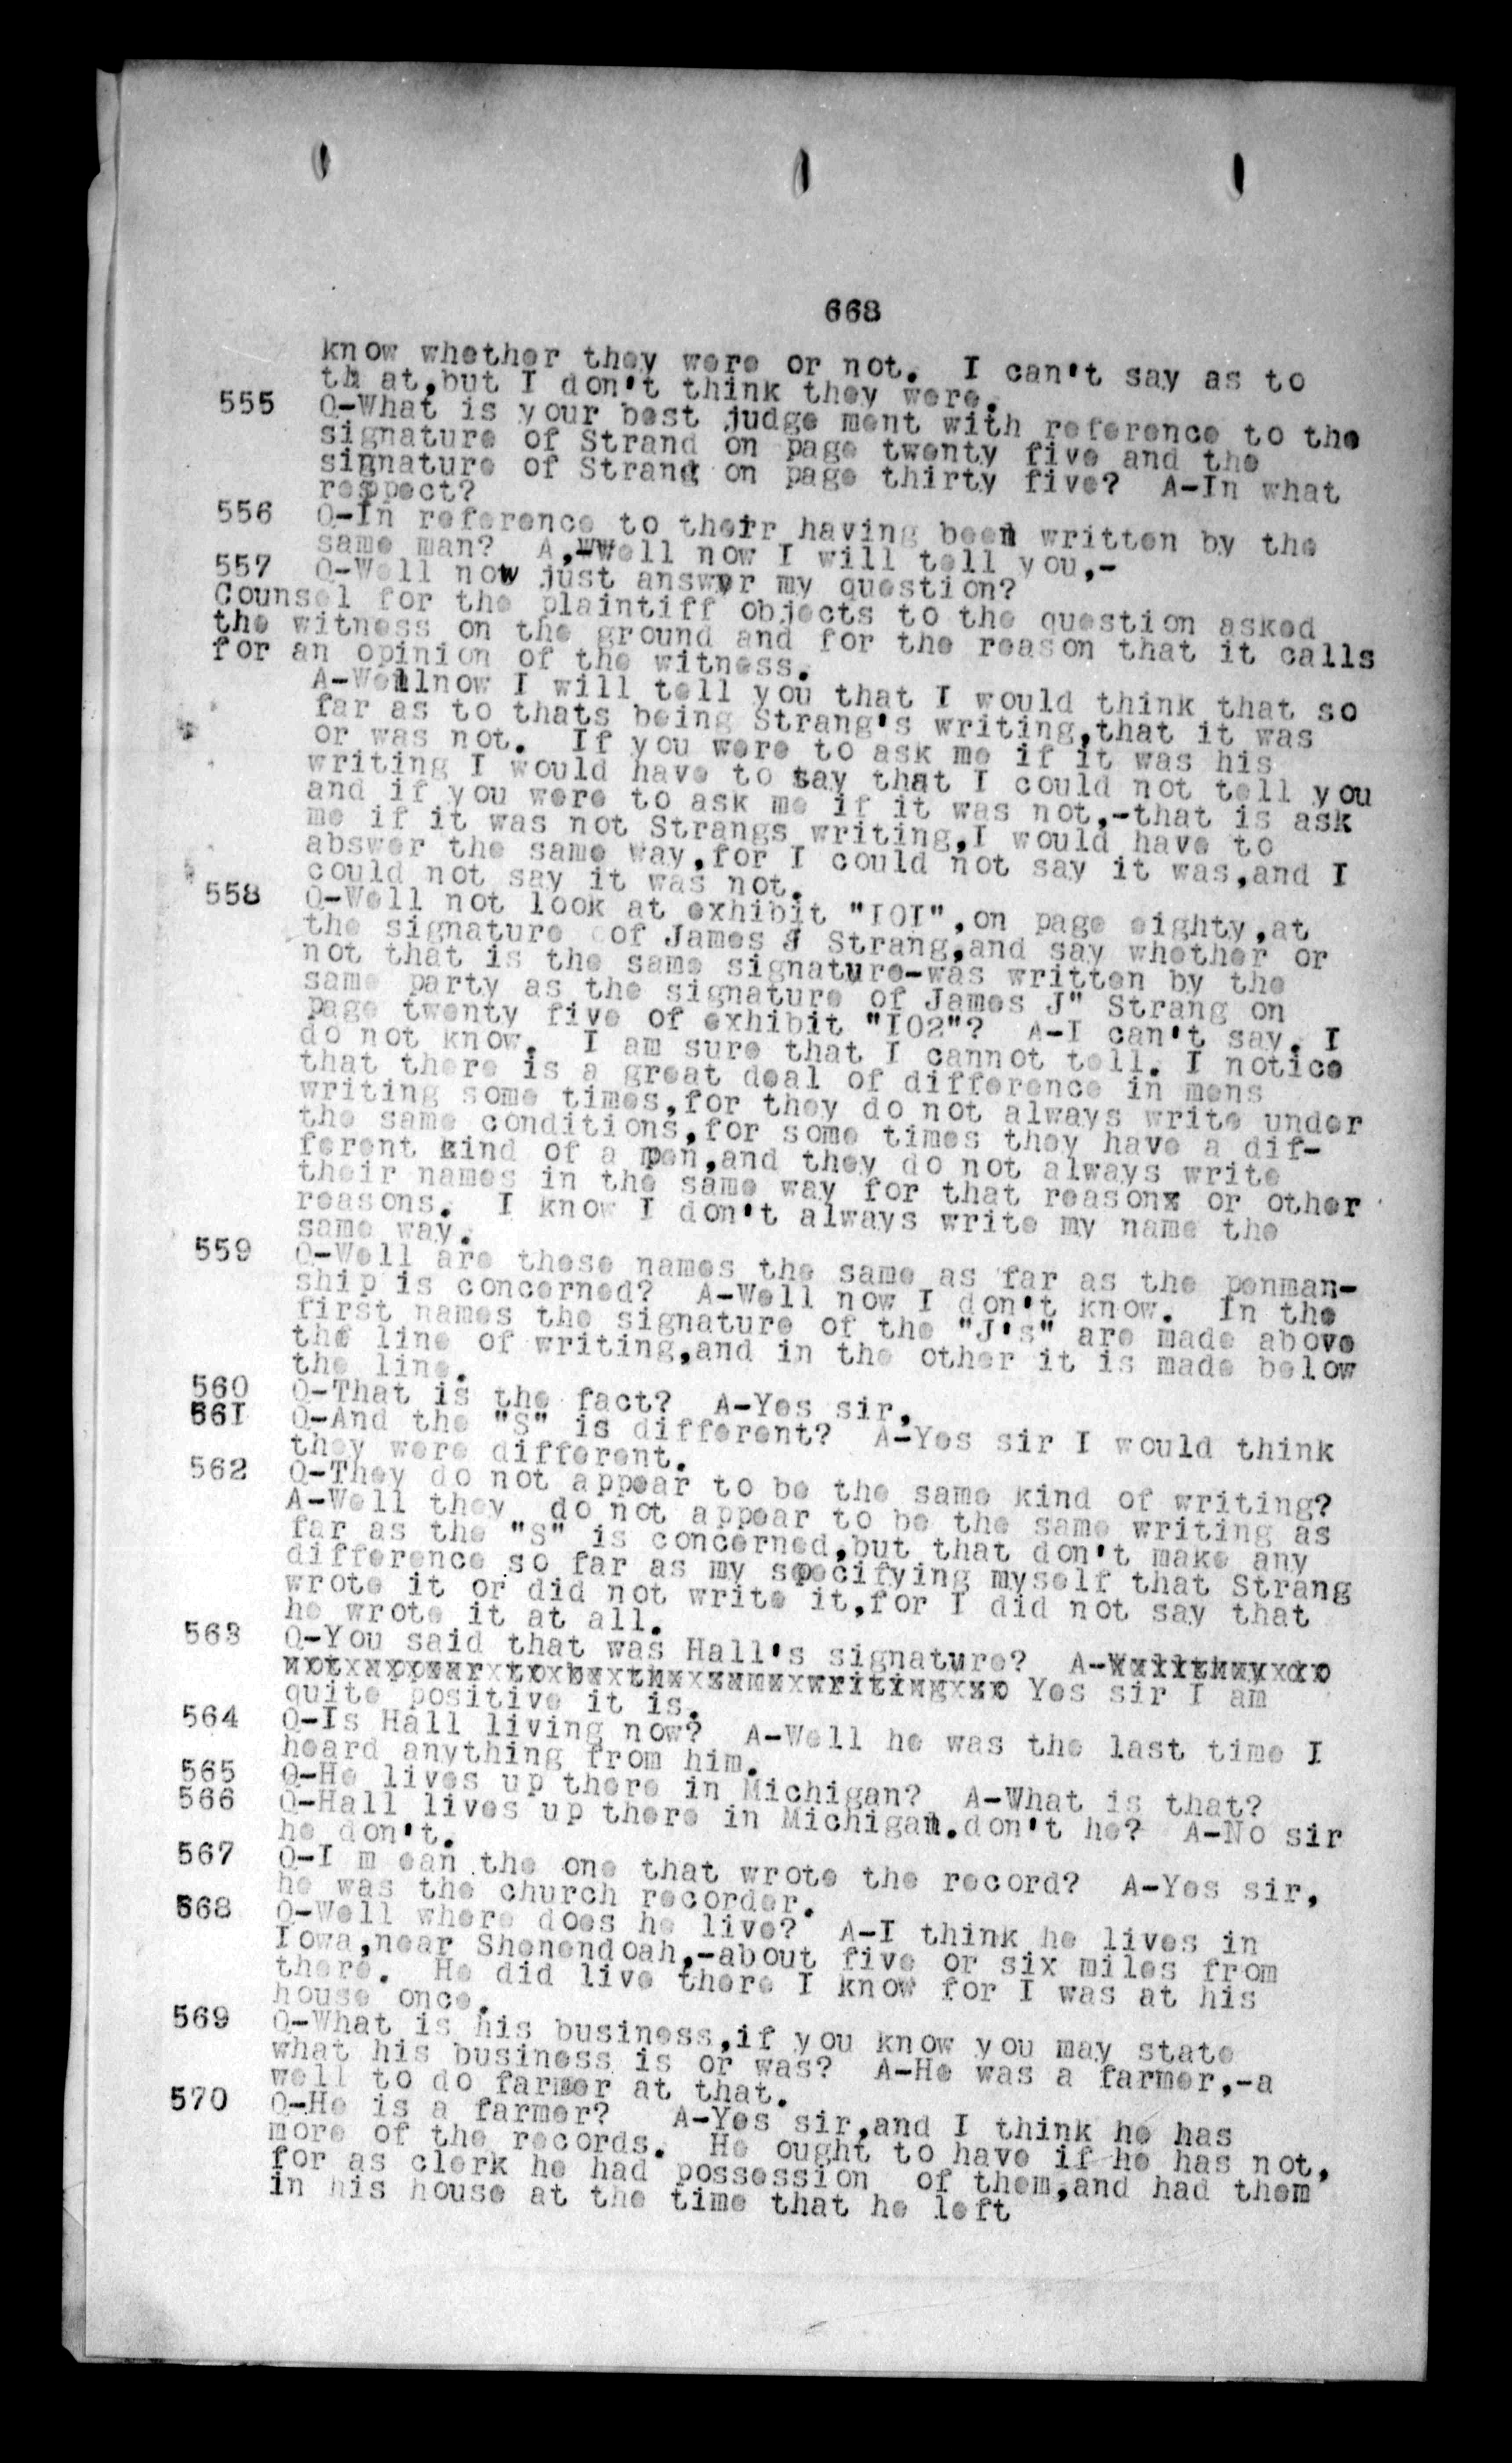 668
know whether they were or not.  I can't say as to
th at,but I don't think they were.
555 Q-What is your best judge ment with reference to the
signature of Strand on page twenty five and the
signature of Strang on page thirty five?  A-In what
respect?
556 Q-In reference to their having been written by the
same man?  A,-Well now I will tell you,-
557 Q-Well now just answer my question?
Counsel for the plaintiff objects to the question asked
the witness on the ground and for the reason that it calls
for an opinion of the witness.
A-Wellnow I will tell you that I would think that so
far as to thats being Strang's writing,that it was
or was not.  If you were to ask me if it was his
writing I would have to say that I could not tell you
and if you were to ask me if it was not,-that is ask
me if it was not Strangs writing,I would have to
abswer the same way,for I could not say it was,and I
could not say it was not.
558 Q-Well not look at exhibit "IOI",on page eighty,at
the signature of James J Strang,and say whether or
not that is the same signature-was written by the
same party as the signature of James J" Strang on
page twenty five of exhibit "IO2"?  A-I can't say. I
do not know.  I am sure that I cannot tell. I notice
that there is a great deal of difference in mens
writing some times,for they do not always write under
the same conditions,for some times they have a dif-
ferent kind of a pen,and they do not always write
their names in the same way for that reasonx or other
reasons.  I know I don't always write my name the
same way.
559 Q-Well are these names the same as far as the penman-
ship is concerned?  A-Well now I don't know.  In the
first names the signature of the "J's" are made above
the line of writing,and in the other it is made below
the line.
560 Q-That is the fact?  A-Yes sir.
561 Q-And the "S" is different?  A-Yes sir I would think
they were different.
562 Q-They do not appear to be the same kind of writing?
A-Well they  do not appear to be the same writing as
far as the "S" is concerned,but that don't make any
difference so far as my specifying myself that Strang
wrote it or did not write it,for I did not say that
he wrote it at all.
563 Q-You said that was Hall's signature?  A-
Yes sir I am
quite positive it is.
564 Q-Is Hall living now?  A-Well he was the last time I
heard anything from him.
565 Q-He lives up there in Michigan?  A-What is that?
566 Q-Hall lives up there in Michigan.don't he?  A-No sir
he don't.
567 Q-I m ean the one that wrote the record?  A-Yes sir,
he was the church recorder.
568 Q-Well where does he live?  A-I think he lives in
Iowa,near Shenendoah,-about five or six miles from
there.  He did live there I know for I was at his
house once.
569 Q-What is his business,if you know you may state
what his business is or was?  A-He was a farmer,-a
well to do farmer at that.
570 Q-He is a farmer?   A-Yes sir,and I think he has
more of the records.  He ought to have if he has not,
for as clerk he had possession  of them,and had them
in his house at the time that he left